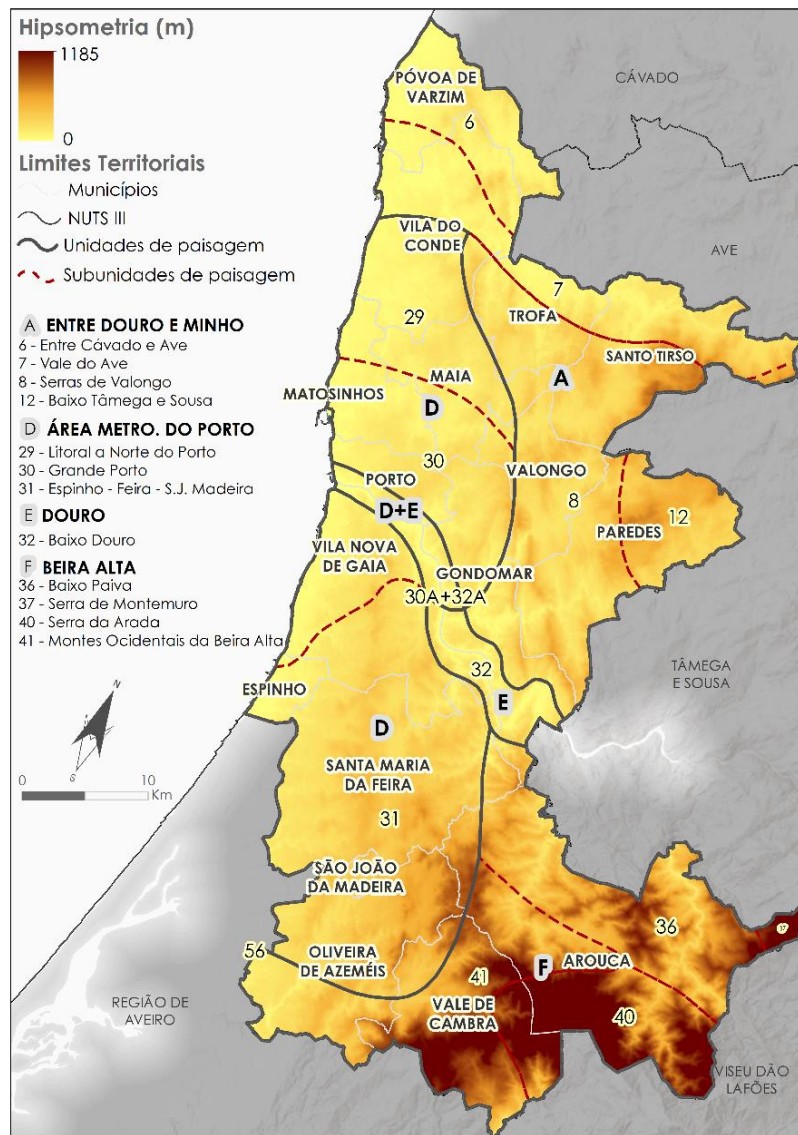 Hipsometria (m)
1185
0
Limites Territoriais
Municípios
NUTS III
Unidades de paisagem
Subunidades de paisagem
A ENTRE DOURO E MINHO
6 - Entre Cávado e Ave
7 - Vale do Ave
8 - Serras de Valongo
12 - Baixo Tâmega e Sousa
D ÁREA METRO. DO PORTO
29 - Litoral a Norte do Porto
30 - Grande Porto
31 - Espinho - Feira - S.J. Madeira
E DOURO
32 - Baixo Douro
F BEIRA ALTA
36 - Baixo Paiva
37 - Serra de Montemuro
40 - Serra da Arada
41 - Montes Ocidentais da Beira Alta
N
S
0 10
Km
PÓVOA DE
VARZIM
6
CÁVADO
VILA DO
CONDE
AVE
7
29
TROFA
SANTO TIRSO
MAIA
A
MATOSINHOS
D
30
VALONGO
PORTO
8
12
D+E
PAREDES
VILA NOVA
DE GAIA
GONDOMAR
30A+32A
32
TÂMEGA
E SOUSA
ESPINHO
E
D
SANTA MARIA
DA FEIRA
31
SÃO JOÃO
DA MADEIRA
36
37
56
OLIVEIRA
DE AZEMÉIS
F
AROUCA
41
REGIÃO DE
AVEIRO
VALE DE
CAMBRA
40
VISEU DÃO
LAFÕES